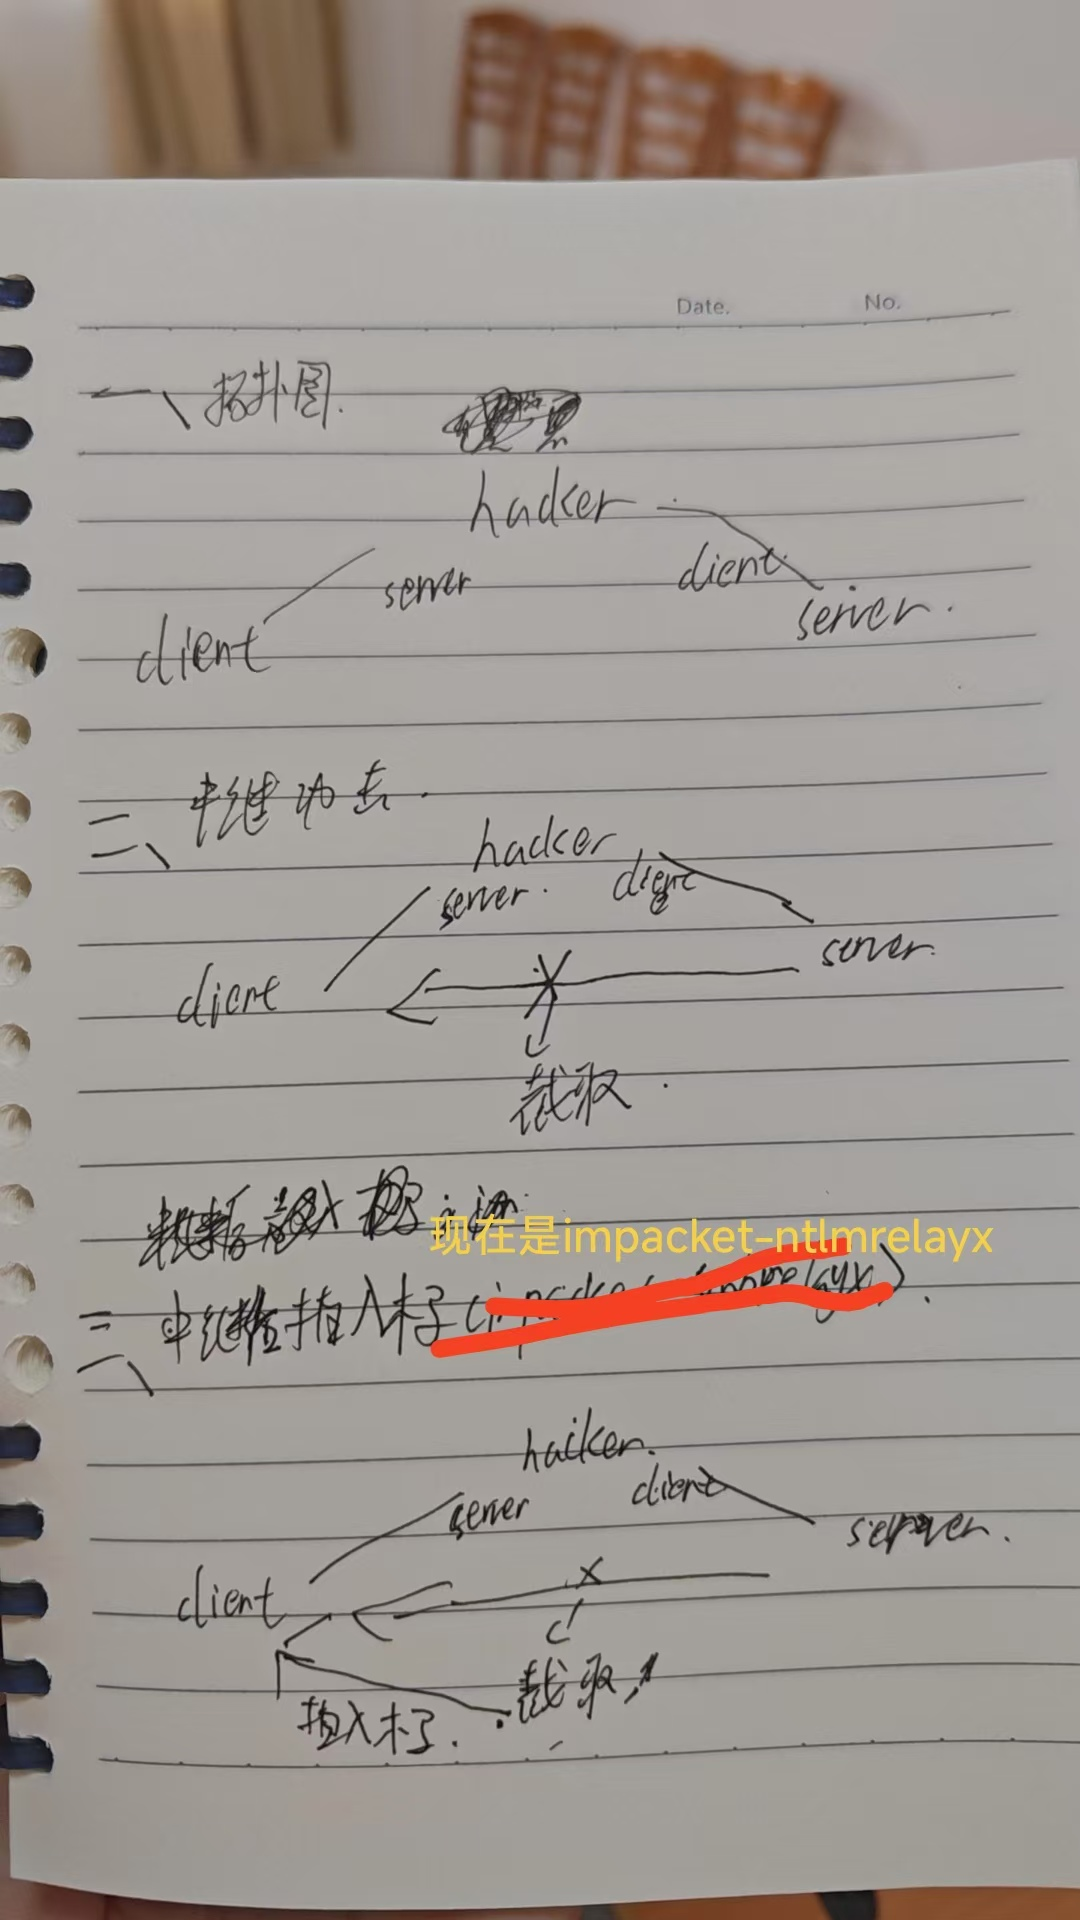 Date. No.
一、拓扑图.
hacker
server
client
client
server.
二、中继功击.
hacker
server.
client
client
server.
截取.
现在是impacket-ntlmrelayx
三、中继 植入木马
hacker.
server
client
client
server.
植入木马.
截取